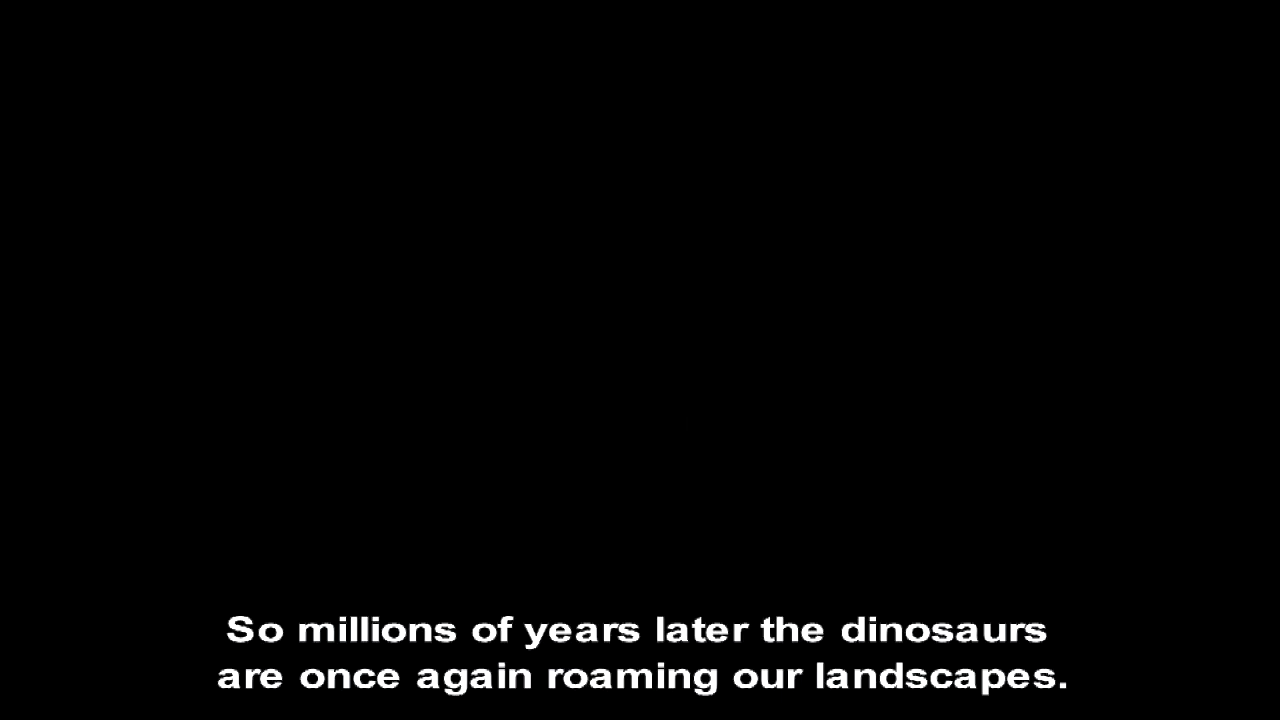 So millions of years later the dinosaurs
are once again roaming our landscapes.